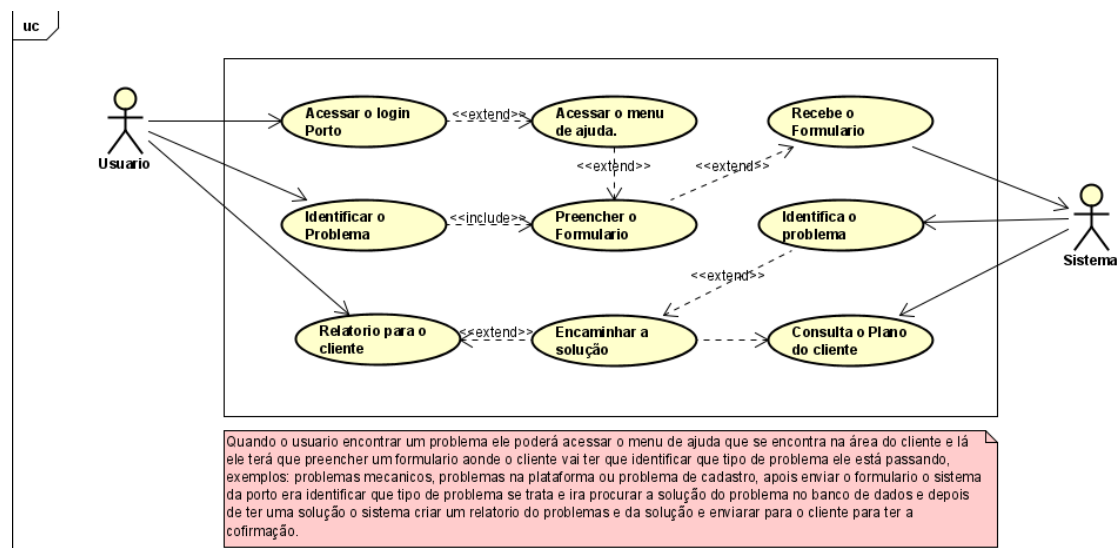 uc
Acessar o login
Porto
<<extend>>
Acessar o menu
de ajuda.
Recebe o
Formulario
Usuario
<<extend>>
<<extend>>
Identificar o
Problema
<<include>>
Preencher o
Formulario
Identifica o
problema
Sistema
<<extend>>
Relatorio para o
cliente
<<extend>>
Encaminhar a
solução
Consulta o Plano
do cliente
Quando o usuario encontrar um problema ele poderá acessar o menu de ajuda que se encontra na área do cliente e lá
ele terá que preencher um formulario aonde o cliente vai ter que identificar que tipo de problema ele está passando,
exemplos: problemas mecanicos, problemas na plataforma ou problema de cadastro, apois enviar o formulario o sistema
da porto era identificar que tipo de problema se trata e ira procurar a solução do problema no banco de dados e depois
de ter uma solução o sistema criar um relatorio do problemas e da solução e enviarar para o cliente para ter a
cofirmação.